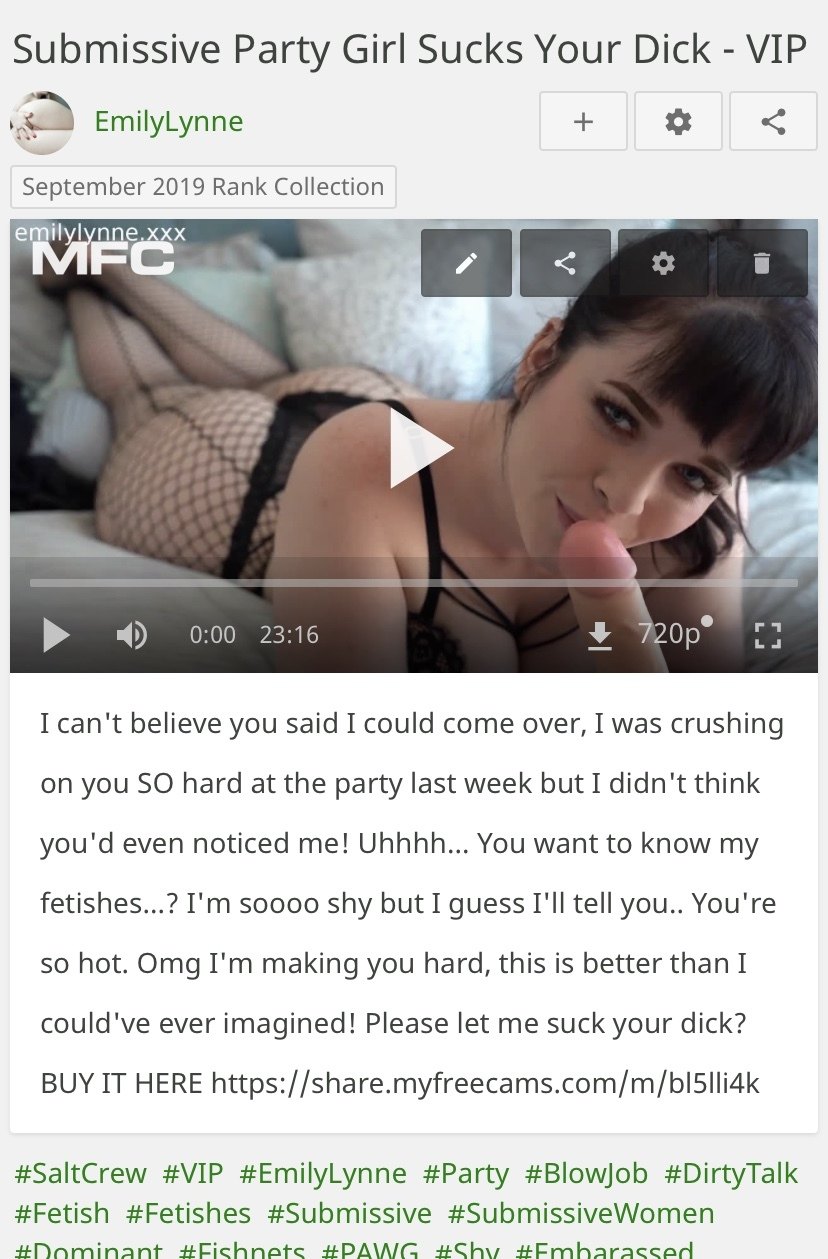 Submissive Party Girl Sucks Your Dick - VIP
EmilyLynne
September 2019 Rank Collection
emilylynne.xxx
MFC
0:00 23:16 720p
I can't believe you said I could come over, I was crushing
on you SO hard at the party last week but I didn't think
you'd even noticed me! Uhhhh... You want to know my
fetishes...? I'm soooo shy but I guess I'll tell you.. You're
so hot. Omg I'm making you hard, this is better than I
could've ever imagined! Please let me suck your dick?
BUY IT HERE https://share.myfreecams.com/m/bl5lli4k
#SaltCrew #VIP #EmilyLynne #Party #BlowJob #DirtyTalk
#Fetish #Fetishes #Submissive #SubmissiveWomen
#Dominant #Fishnets #PAWG #Shy #Embarassed